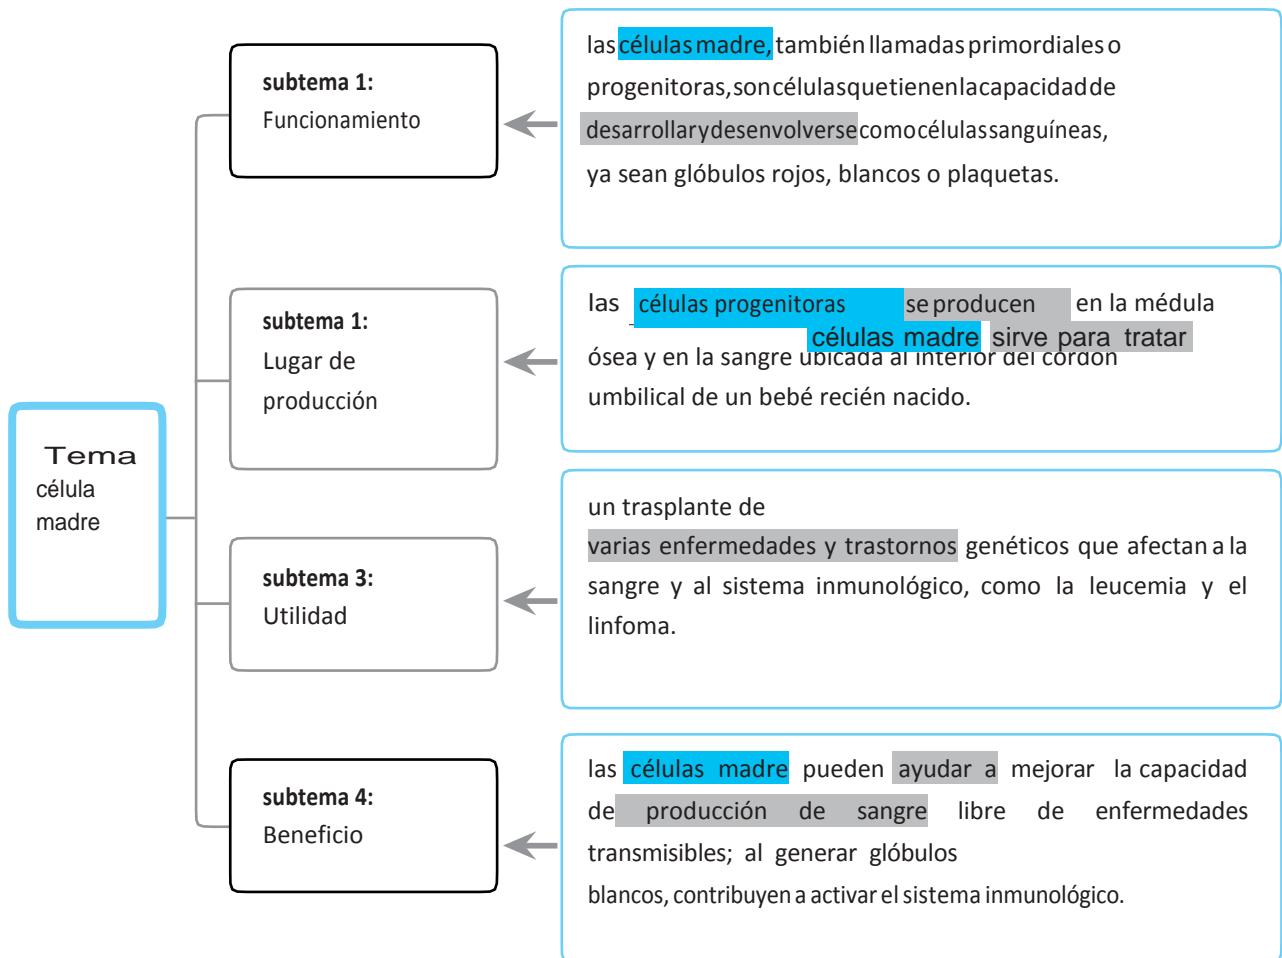 Tema
célula
madre
subtema 1:
Funcionamiento
las células madre, también llamadas primordiales o
progenitoras, son células que tienen la capacidad de
desarrollar y desenvolverse como células sanguíneas,
ya sean glóbulos rojos, blancos o plaquetas.
subtema 1:
Lugar de
producción
las células progenitoras se producen en la médula
células madre sirve para tratar
ósea y en la sangre ubicada al interior del cordón
umbilical de un bebé recién nacido.
subtema 3:
Utilidad
un trasplante de
varias enfermedades y trastornos genéticos que afectan a la
sangre y al sistema inmunológico, como la leucemia y el
linfoma.
subtema 4:
Beneficio
las células madre pueden ayudar a mejorar la capacidad
de producción de sangre libre de enfermedades
transmisibles; al generar glóbulos
blancos, contribuyen a activar el sistema inmunológico.